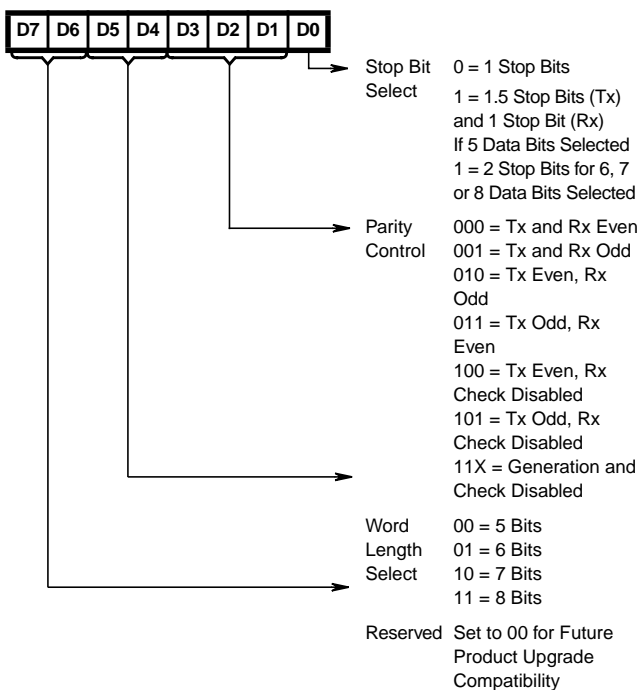 D7 D6 D5 D4 D3 D2 D1 D0
Stop Bit Select
0 = 1 Stop Bits
1 = 1.5 Stop Bits (Tx)
and 1 Stop Bit (Rx)
If 5 Data Bits Selected
1 = 2 Stop Bits for 6, 7
or 8 Data Bits Selected
Parity Control
000 = Tx and Rx Even
001 = Tx and Rx Odd
010 = Tx Even, Rx
Odd
011 = Tx Odd, Rx
Even
100 = Tx Even, Rx
Check Disabled
101 = Tx Odd, Rx
Check Disabled
11X = Generation and
Check Disabled
Word Length Select
00 = 5 Bits
01 = 6 Bits
10 = 7 Bits
11 = 8 Bits
Reserved
Set to 00 for Future
Product Upgrade
Compatibility